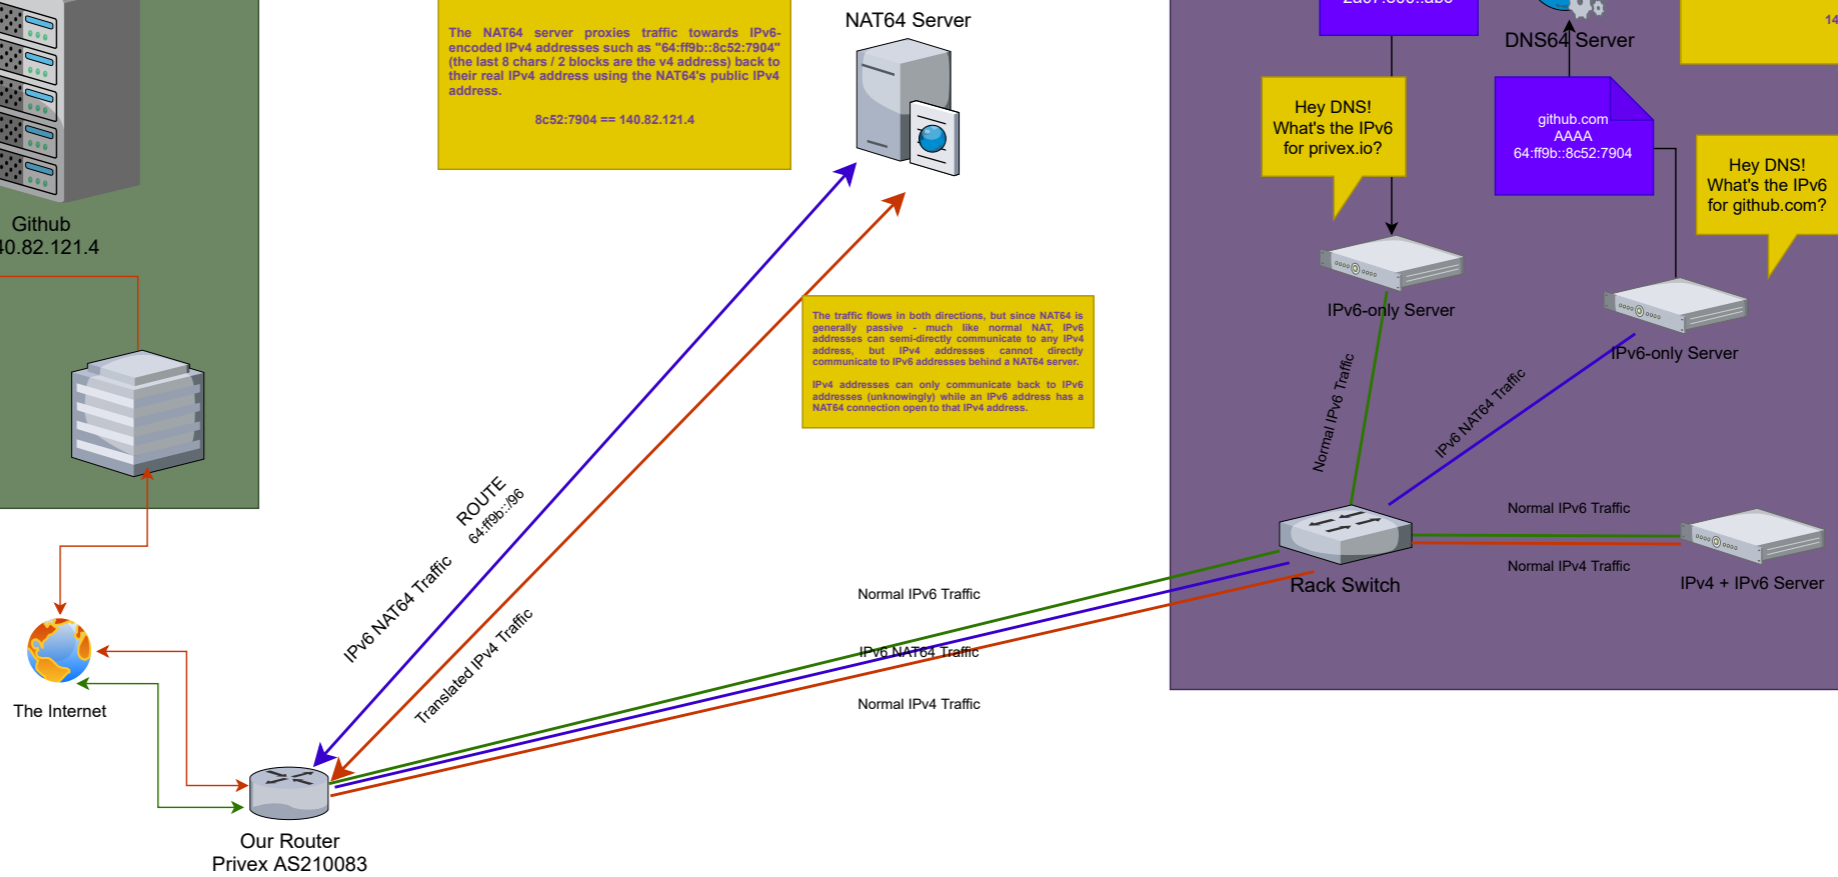 NAT64 Server
The NAT64 server proxies traffic towards IPv6-
encoded IPv4 addresses such as "64:ff9b::8c52:7904"
(the last 8 chars / 2 blocks are the v4 address) back to
their real IPv4 address using the NAT64's public IPv4
address.
8c52:7904 == 140.82.121.4
DNS64 Server
14
Hey DNS!
What's the IPv6
for privex.io?
github.com
AAAA
64:ff9b::8c52:7904
Hey DNS!
What's the IPv6
for github.com?
Github
40.82.121.4
IPv6-only Server
IPv6-only Server
The traffic flows in both directions, but since NAT64 is
generally passive - much like normal NAT, IPv6
addresses can semi-directly communicate to any IPv4
address, but IPv4 addresses cannot directly
communicate to IPv6 addresses behind a NAT64 server.
IPv4 addresses can only communicate back to IPv6
addresses (unknowingly) while an IPv6 address has a
NAT64 connection open to that IPv4 address.
Normal IPv6 Traffic
IPv6 NAT64 Traffic
ROUTE
64:ff9b::/96
IPv6 NAT64 Traffic
Translated IPv4 Traffic
Normal IPv6 Traffic
Normal IPv4 Traffic
Rack Switch
IPv4 + IPv6 Server
Normal IPv6 Traffic
IPv6 NAT64 Traffic
Normal IPv4 Traffic
The Internet
Our Router
Privex AS210083